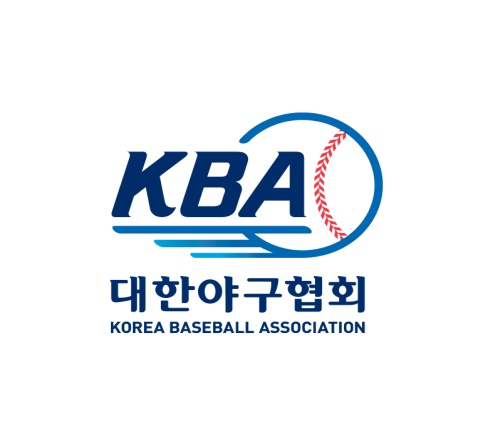 KBA
대한야구협회
KOREA BASEBALL ASSOCIATION